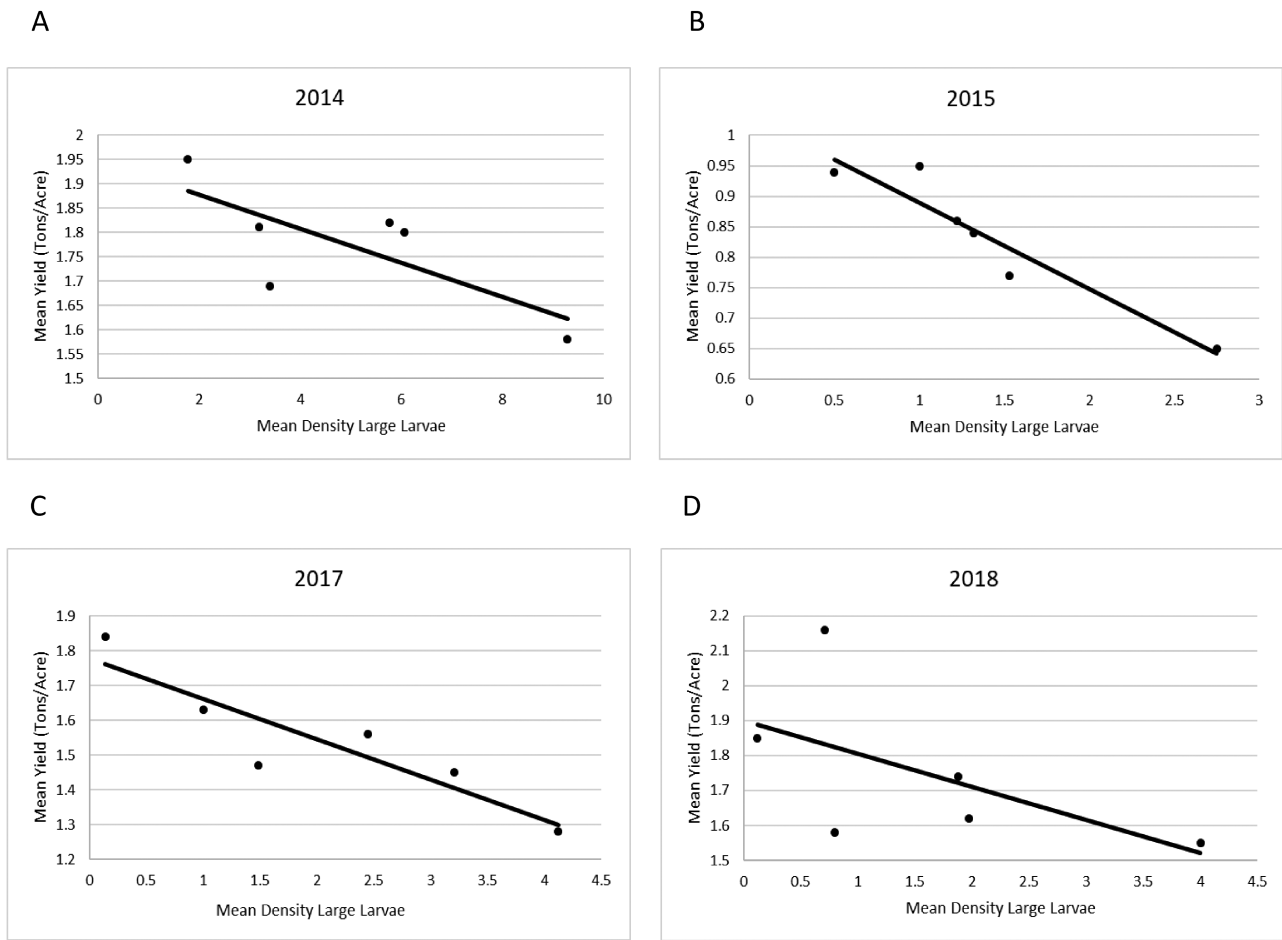 A
2014
Mean Yield (Tons/Acre)
2
1.95
1.9
1.85
1.8
1.75
1.7
1.65
1.6
1.55
1.5
0 2 4 6 8 10
Mean Density Large Larvae
B
2015
Mean Yield (Tons/Acre)
1
0.95
0.9
0.85
0.8
0.75
0.7
0.65
0.6
0 0.5 1 1.5 2 2.5 3
Mean Density Large Larvae
C
2017
Mean Yield (Tons/Acre)
1.9
1.8
1.7
1.6
1.5
1.4
1.3
1.2
0 0.5 1 1.5 2 2.5 3 3.5 4 4.5
Mean Density Large Larvae
D
2018
Mean Yield (Tons/Acre)
2.2
2.1
2
1.9
1.8
1.7
1.6
1.5
0 0.5 1 1.5 2 2.5 3 3.5 4 4.5
Mean Density Large Larvae